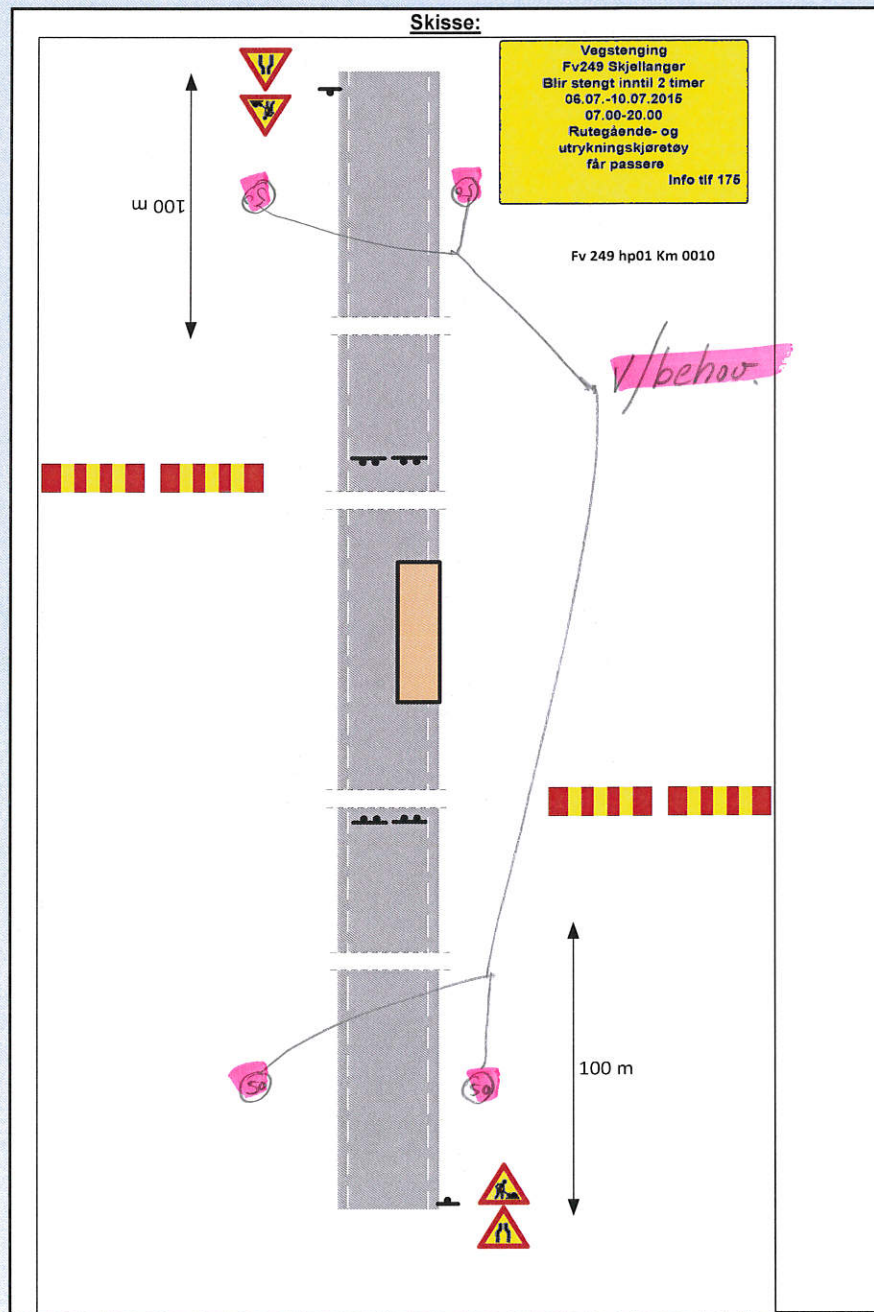 Skisse:
Vegstenging
Fv249 Skjellanger
Blir stengt inntil 2 timer
06.07.-10.07.2015
07.00-20.00
Rutegående- og
utrykningskjøretøy
får passere
Info tlf 175
100 m
50
50
Fv 249 hp01 Km 0010
V/behov.
50
50
100 m